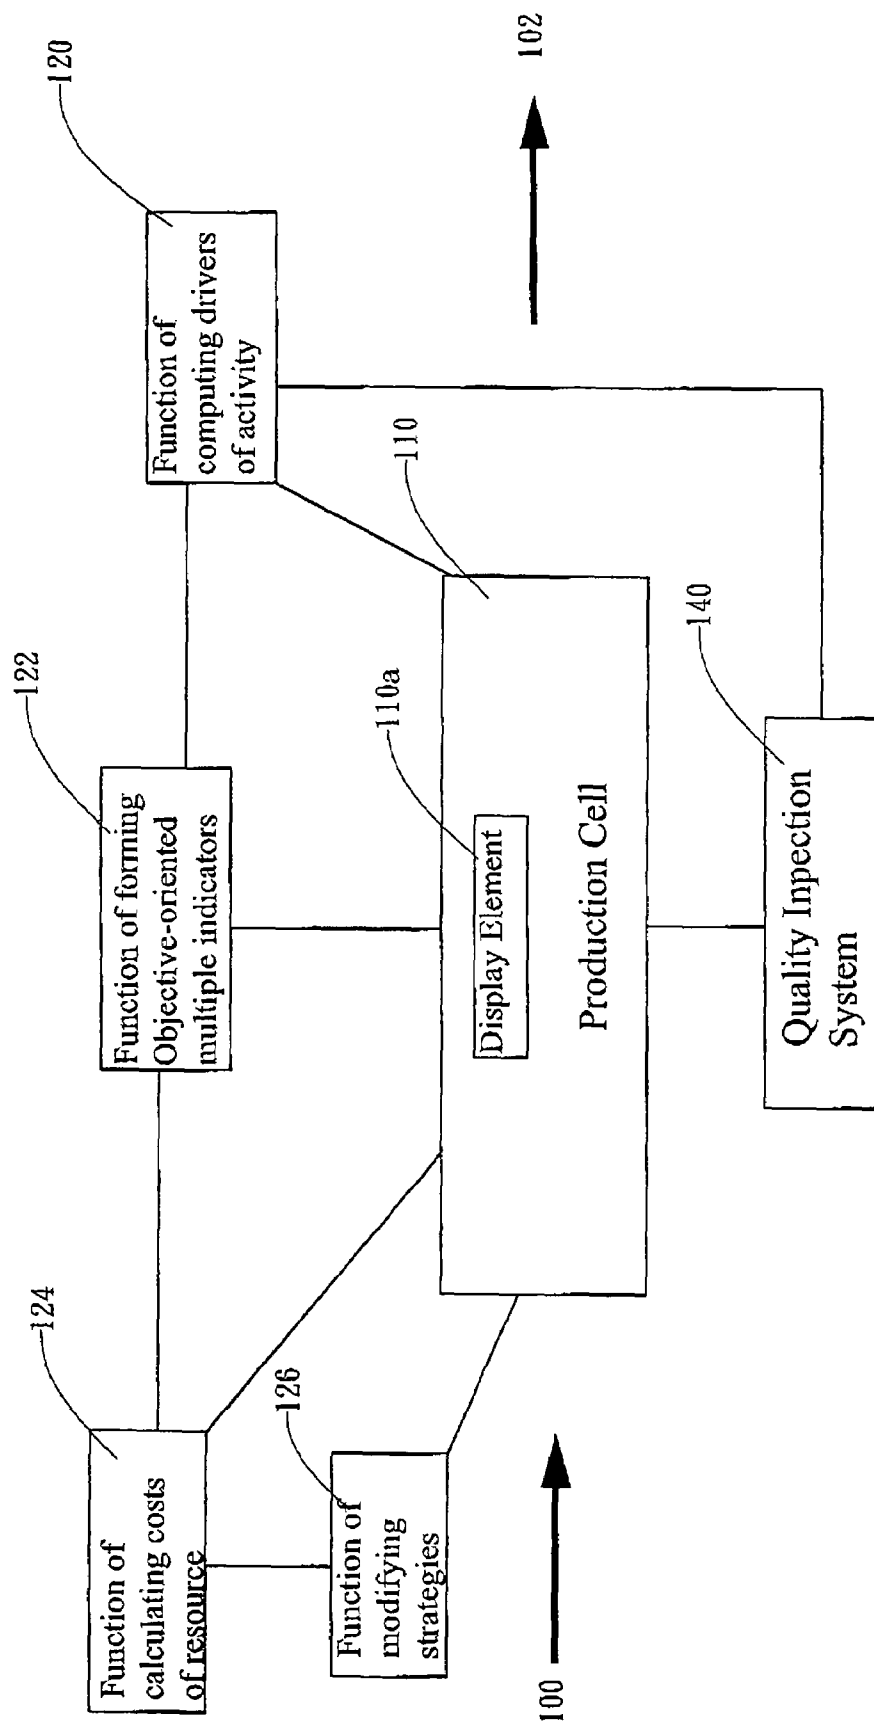 124
Function of
calculating costs
of resource
122
Function of forming
Objective-oriented
multiple indicators
120
Function of
computing drivers
of activity
126
Function of
modifying
strategies
110a
Display Element
110
Production Cell
100
102
140
Quality Inpection
System